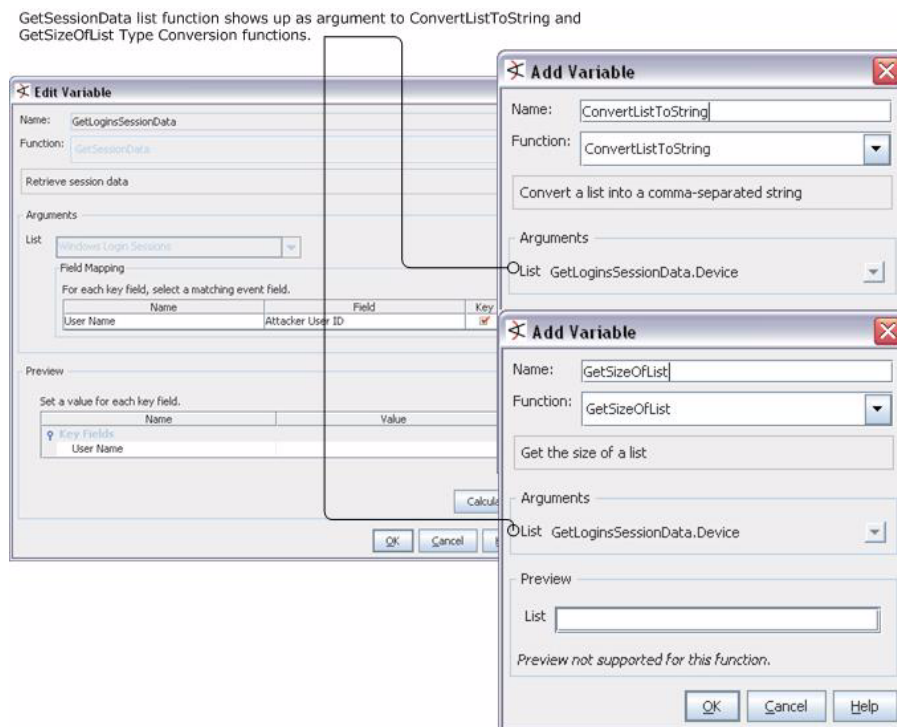 GetSessionData list function shows up as argument to ConvertListToString and
GetSizeOfList Type Conversion functions.
Edit Variable
Name: GetLoginsSessionData
Function: GetSessionData
Retrieve session data
Arguments
List Windows Login Sessions
Field Mapping
For each key field, select a matching event field.
Name Field Key
User Name Attacker User ID
Preview
Set a value for each key field.
Name Value
Key Fields
User Name
Calcula
OK Cancel
Add Variable
Name: ConvertListToString
Function: ConvertListToString
Convert a list into a comma-separated string
Arguments
List GetLoginsSessionData.Device
Add Variable
Name: GetSizeOfList
Function: GetSizeOfList
Get the size of a list
Arguments
List GetLoginsSessionData.Device
Preview
List
Preview not supported for this function.
OK Cancel Help